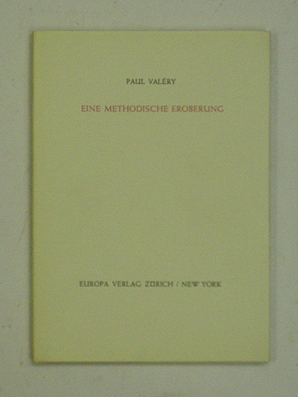 PAUL VALÉRY
EINE METHODISCHE EROBERUNG
EUROPA VERLAG ZÜRICH / NEW YORK